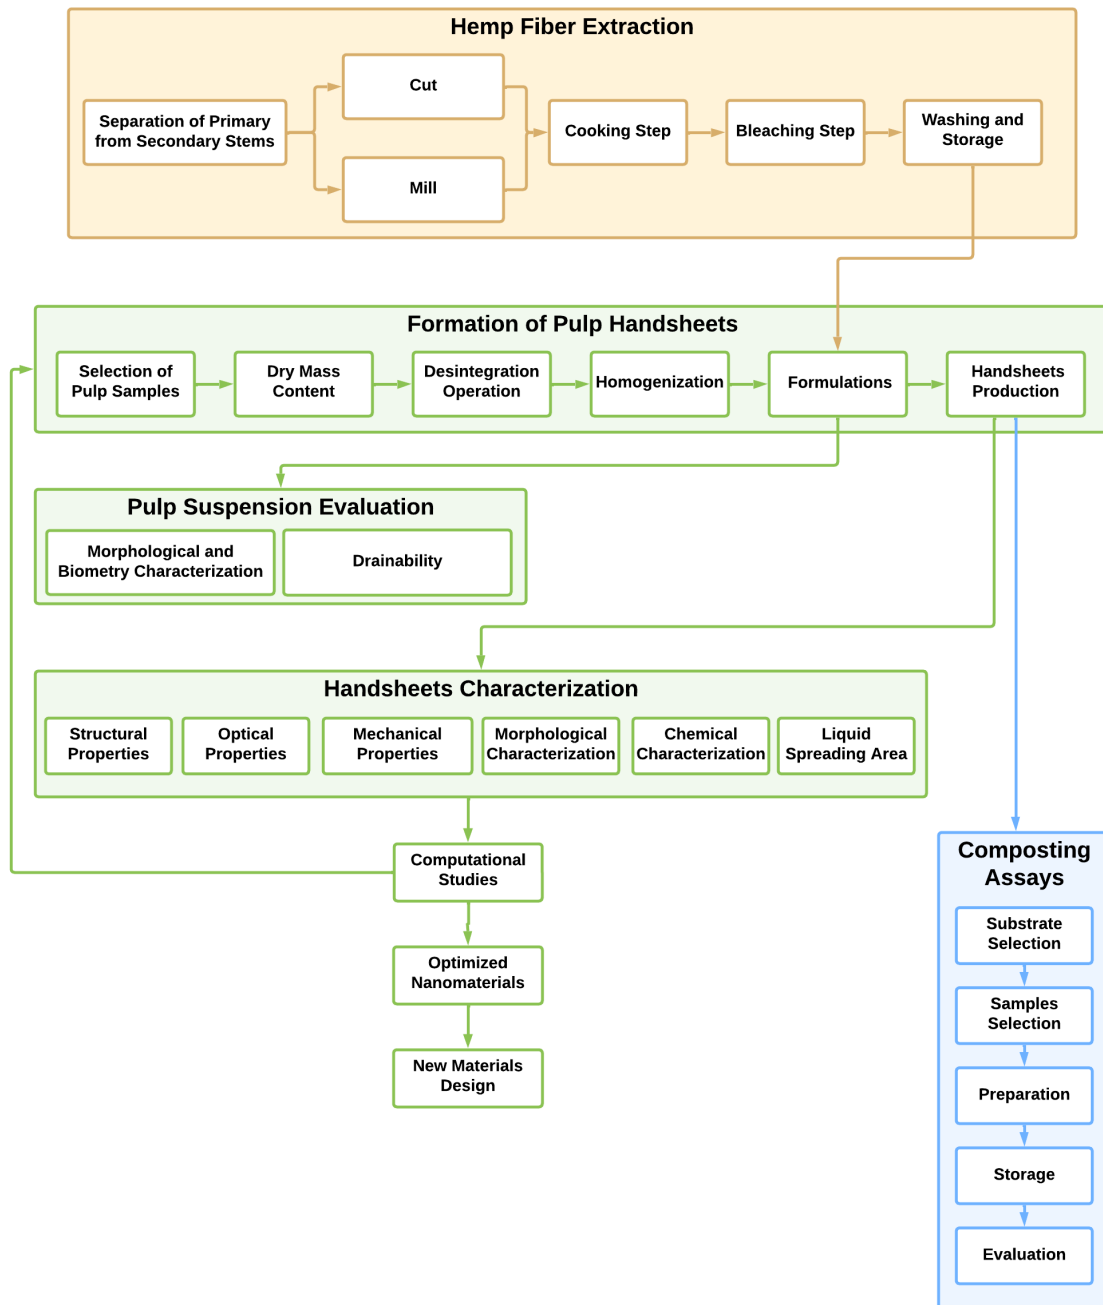 Hemp Fiber Extraction
Separation of Primary
from Secondary Stems
Cut
Mill
Cooking Step
Bleaching Step
Washing and
Storage
Formation of Pulp Handsheets
Selection of
Pulp Samples
Dry Mass
Content
Desintegration
Operation
Homogenization
Formulations
Handsheets
Production
Pulp Suspension Evaluation
Morphological and
Biometry Characterization
Drainability
Handsheets Characterization
Structural
Properties
Optical
Properties
Mechanical
Properties
Morphological
Characterization
Chemical
Characterization
Liquid
Spreading Area
Computational
Studies
Optimized
Nanomaterials
New Materials
Design
Composting
Assays
Substrate
Selection
Samples
Selection
Preparation
Storage
Evaluation